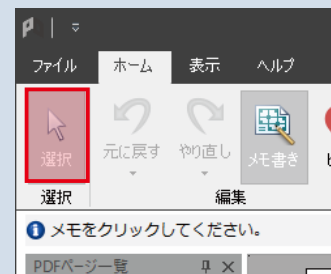 ファイル ホーム 表示 ヘルプ
選択 元に戻す やり直し メモ書き
選択 編集
メモをクリックしてください。
PDFページ一覧